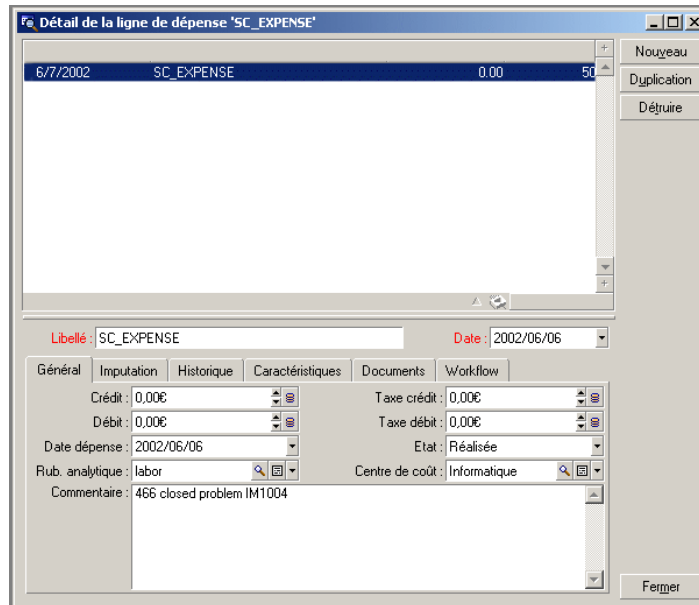 Détail de la ligne de dépense 'SC_EXPENSE'
Nouveau
6/7/2002 SC_EXPENSE 0.00 50
Duplication
Détruire
Libellé : SC_EXPENSE Date : 2002/06/06
Général Imputation Historique Caractéristiques Documents Workflow
Crédit : 0,00€ Taxe crédit : 0,00€
Débit : 0,00€ Taxe débit : 0,00€
Date dépense : 2002/06/06 Etat : Réalisée
Rub. analytique : labor Centre de coût : Informatique
Commentaire : 466 closed problem IM1004
Fermer